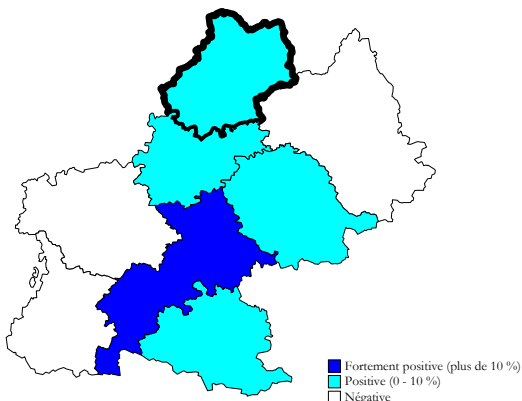 Fortement positive (plus de 10 %)
Positive (0 - 10 %)
Négative